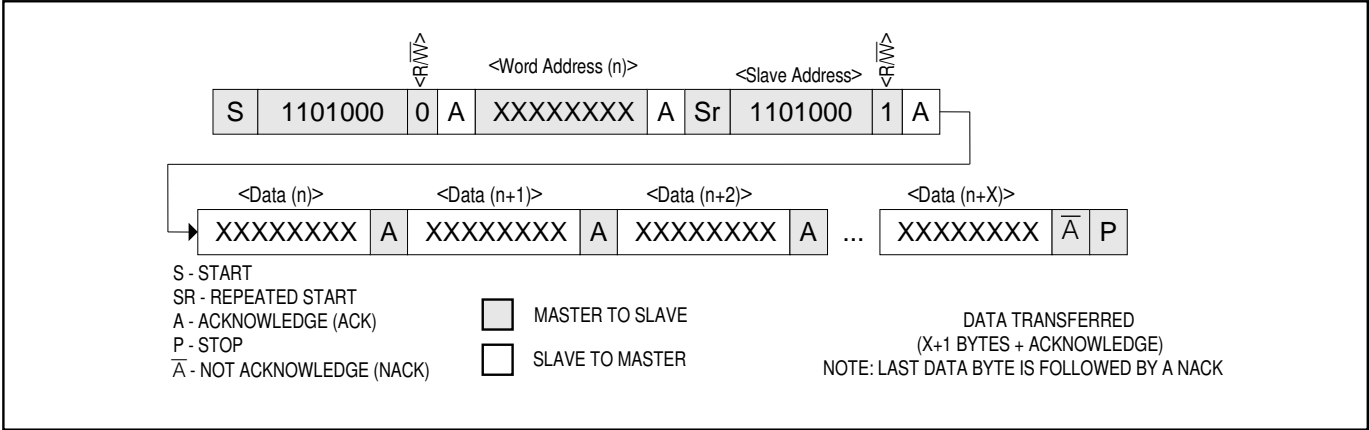 <R/W̅> <Word Address (n)> <Slave Address> <R/W̅>
S 1101000 0 A XXXXXXXX A Sr 1101000 1 A
<Data (n)> <Data (n+1)> <Data (n+2)> <Data (n+X)>
XXXXXXXX A XXXXXXXX A XXXXXXXX A ... XXXXXXXX A̅ P
S - START
SR - REPEATED START
A - ACKNOWLEDGE (ACK)
P - STOP
A̅ - NOT ACKNOWLEDGE (NACK)
MASTER TO SLAVE
SLAVE TO MASTER
DATA TRANSFERRED
(X+1 BYTES + ACKNOWLEDGE)
NOTE: LAST DATA BYTE IS FOLLOWED BY A NACK